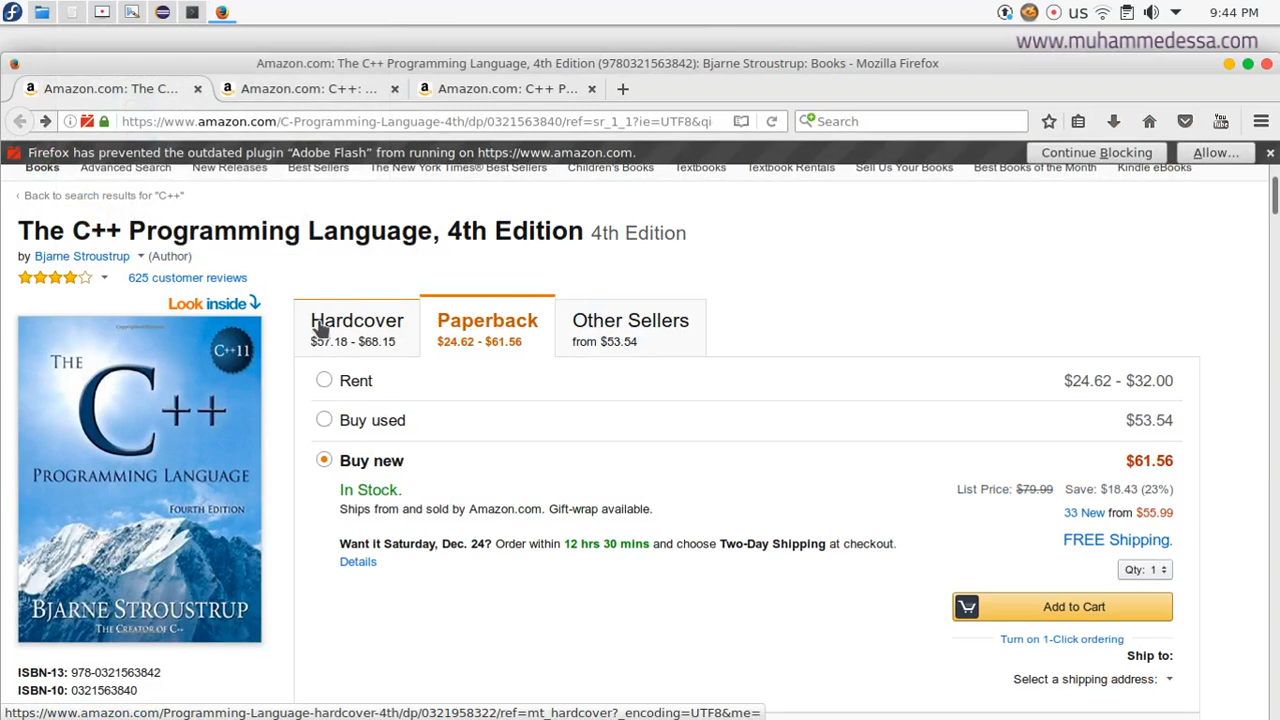 us
9:44 PM
www.muhammedessa.com
Amazon.com: The C++ Programming Language, 4th Edition (9780321563842): Bjarne Stroustrup: Books - Mozilla Firefox
Amazon.com: The C... × Amazon.com: C++: ... × Amazon.com: C++ P... × +
https://www.amazon.com/C-Programming-Language-4th/dp/0321563840/ref=sr_1_1?ie=UTF8&qi
Search
Firefox has prevented the outdated plugin “Adobe Flash” from running on https://www.amazon.com. Continue Blocking Allow... ×
Books Advanced Search New Releases Best Sellers The New York Times® Best Sellers Children's Books Textbooks Textbook Rentals Sell Us Your Books Best Books of the Month Kindle eBooks
‹ Back to search results for "C++"
The C++ Programming Language, 4th Edition 4th Edition
by Bjarne Stroustrup (Author)
625 customer reviews
Look inside
THE
C++
PROGRAMMING LANGUAGE
FOURTH EDITION
C++11
BJARNE STROUSTRUP
THE CREATOR OF C++
ISBN-13: 978-0321563842
ISBN-10: 0321563840
Hardcover Paperback Other Sellers
$57.18 - $68.15 $24.62 - $61.56 from $53.54
Rent $24.62 - $32.00
Buy used $53.54
Buy new $61.56
In Stock. List Price: $79.99 Save: $18.43 (23%)
Ships from and sold by Amazon.com. Gift-wrap available. 33 New from $55.99
Want it Saturday, Dec. 24? Order within 12 hrs 30 mins and choose Two-Day Shipping at checkout. FREE Shipping.
Details
Qty: 1
Add to Cart
Turn on 1-Click ordering
Ship to:
Select a shipping address:
https://www.amazon.com/Programming-Language-hardcover-4th/dp/0321958322/ref=mt_hardcover?_encoding=UTF8&me=